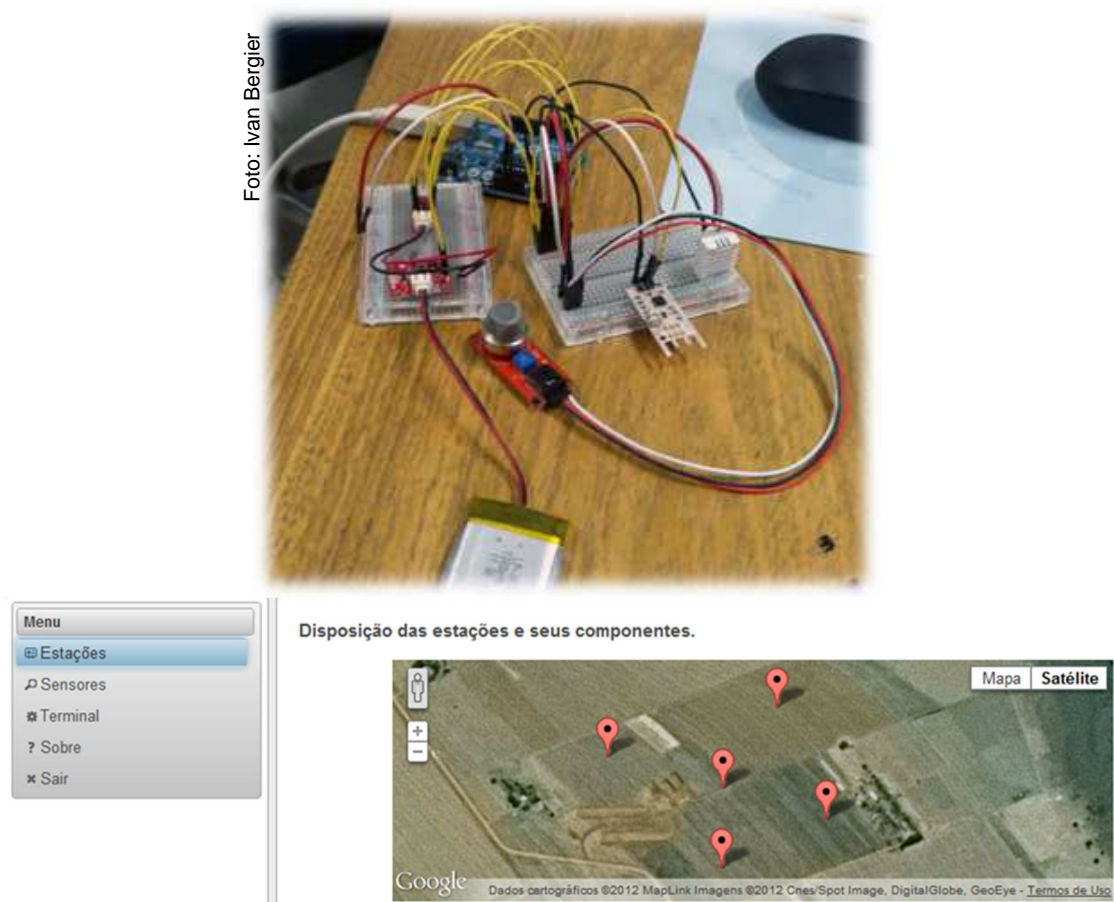 Foto: Ivan Bergier
Menu
Estações
Sensores
Terminal
? Sobre
Sair
Disposição das estações e seus componentes.
Mapa Satélite
+
−
Google
Dados cartográficos ©2012 MapLink Imagens ©2012 Cnes/Spot Image, DigitalGlobe, GeoEye - Termos de Uso